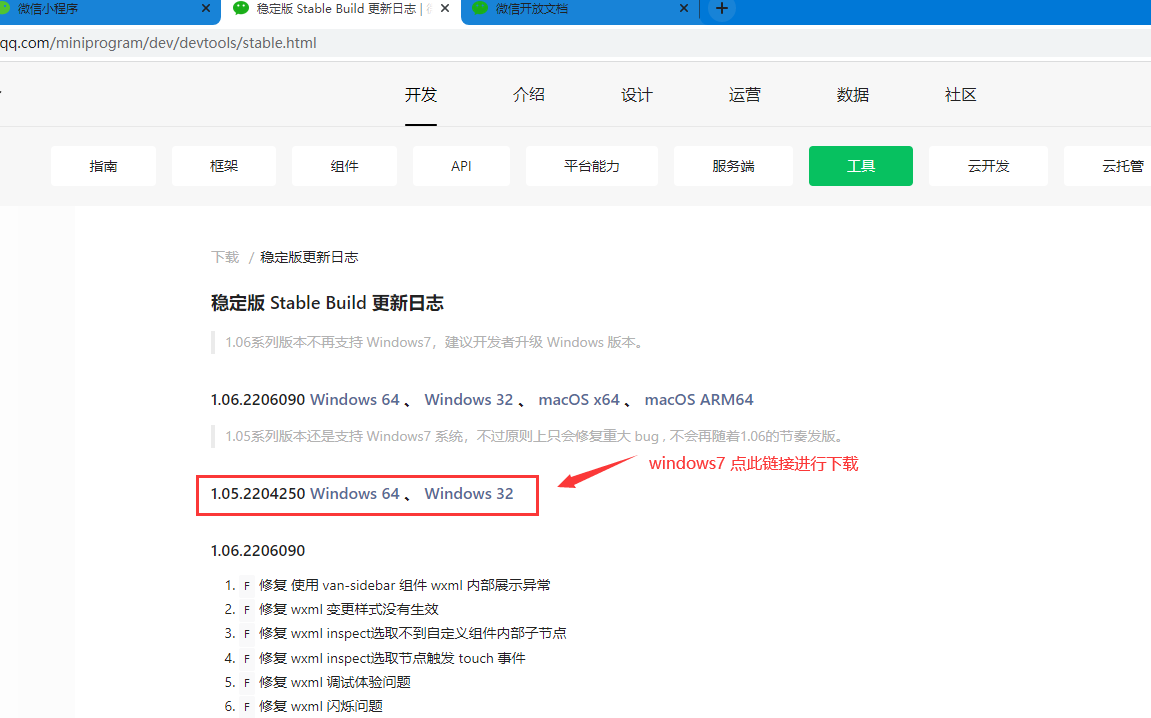 微信小程序
稳定版 Stable Build 更新日志 |
微信开放文档
qq.com/miniprogram/dev/devtools/stable.html
开发 介绍 设计 运营 数据 社区
指南 框架 组件 API 平台能力 服务端 工具 云开发 云托管
下载 / 稳定版更新日志
稳定版 Stable Build 更新日志
1.06系列版本不再支持 Windows7，建议开发者升级 Windows 版本。
1.06.2206090 Windows 64 、 Windows 32 、 macOS x64 、 macOS ARM64
1.05系列版本还是支持 Windows7 系统，不过原则上只会修复重大 bug , 不会再随着1.06的节奏发版。
windows7 点此链接进行下载
1.05.2204250 Windows 64 、 Windows 32
1.06.2206090
1. F 修复 使用 van-sidebar 组件 wxml 内部展示异常
2. F 修复 wxml 变更样式没有生效
3. F 修复 wxml inspect选取不到自定义组件内部子节点
4. F 修复 wxml inspect选取节点触发 touch 事件
5. F 修复 wxml 调试体验问题
6. F 修复 wxml 闪烁问题